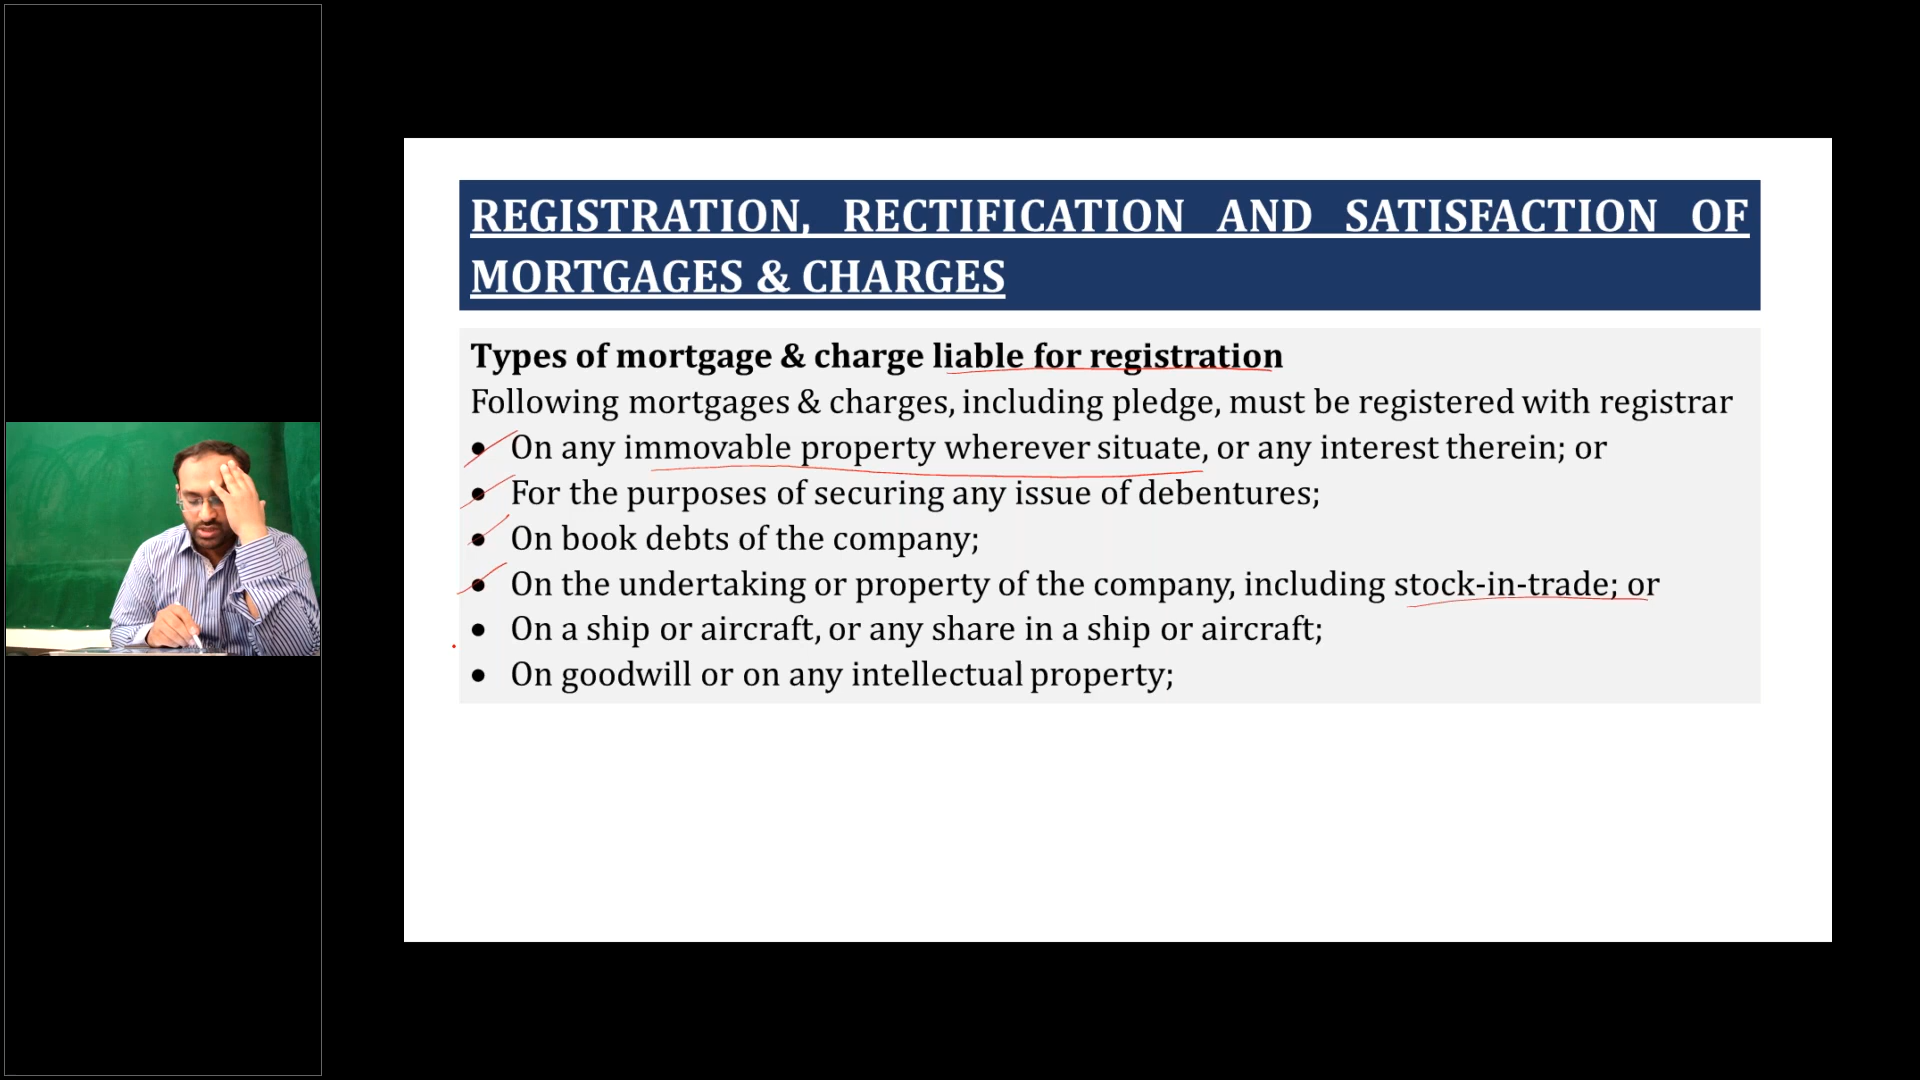 REGISTRATION, RECTIFICATION AND SATISFACTION OF
MORTGAGES & CHARGES
Types of mortgage & charge liable for registration
Following mortgages & charges, including pledge, must be registered with registrar
• On any immovable property wherever situate, or any interest therein; or
• For the purposes of securing any issue of debentures;
• On book debts of the company;
• On the undertaking or property of the company, including stock-in-trade; or
• On a ship or aircraft, or any share in a ship or aircraft;
• On goodwill or on any intellectual property;